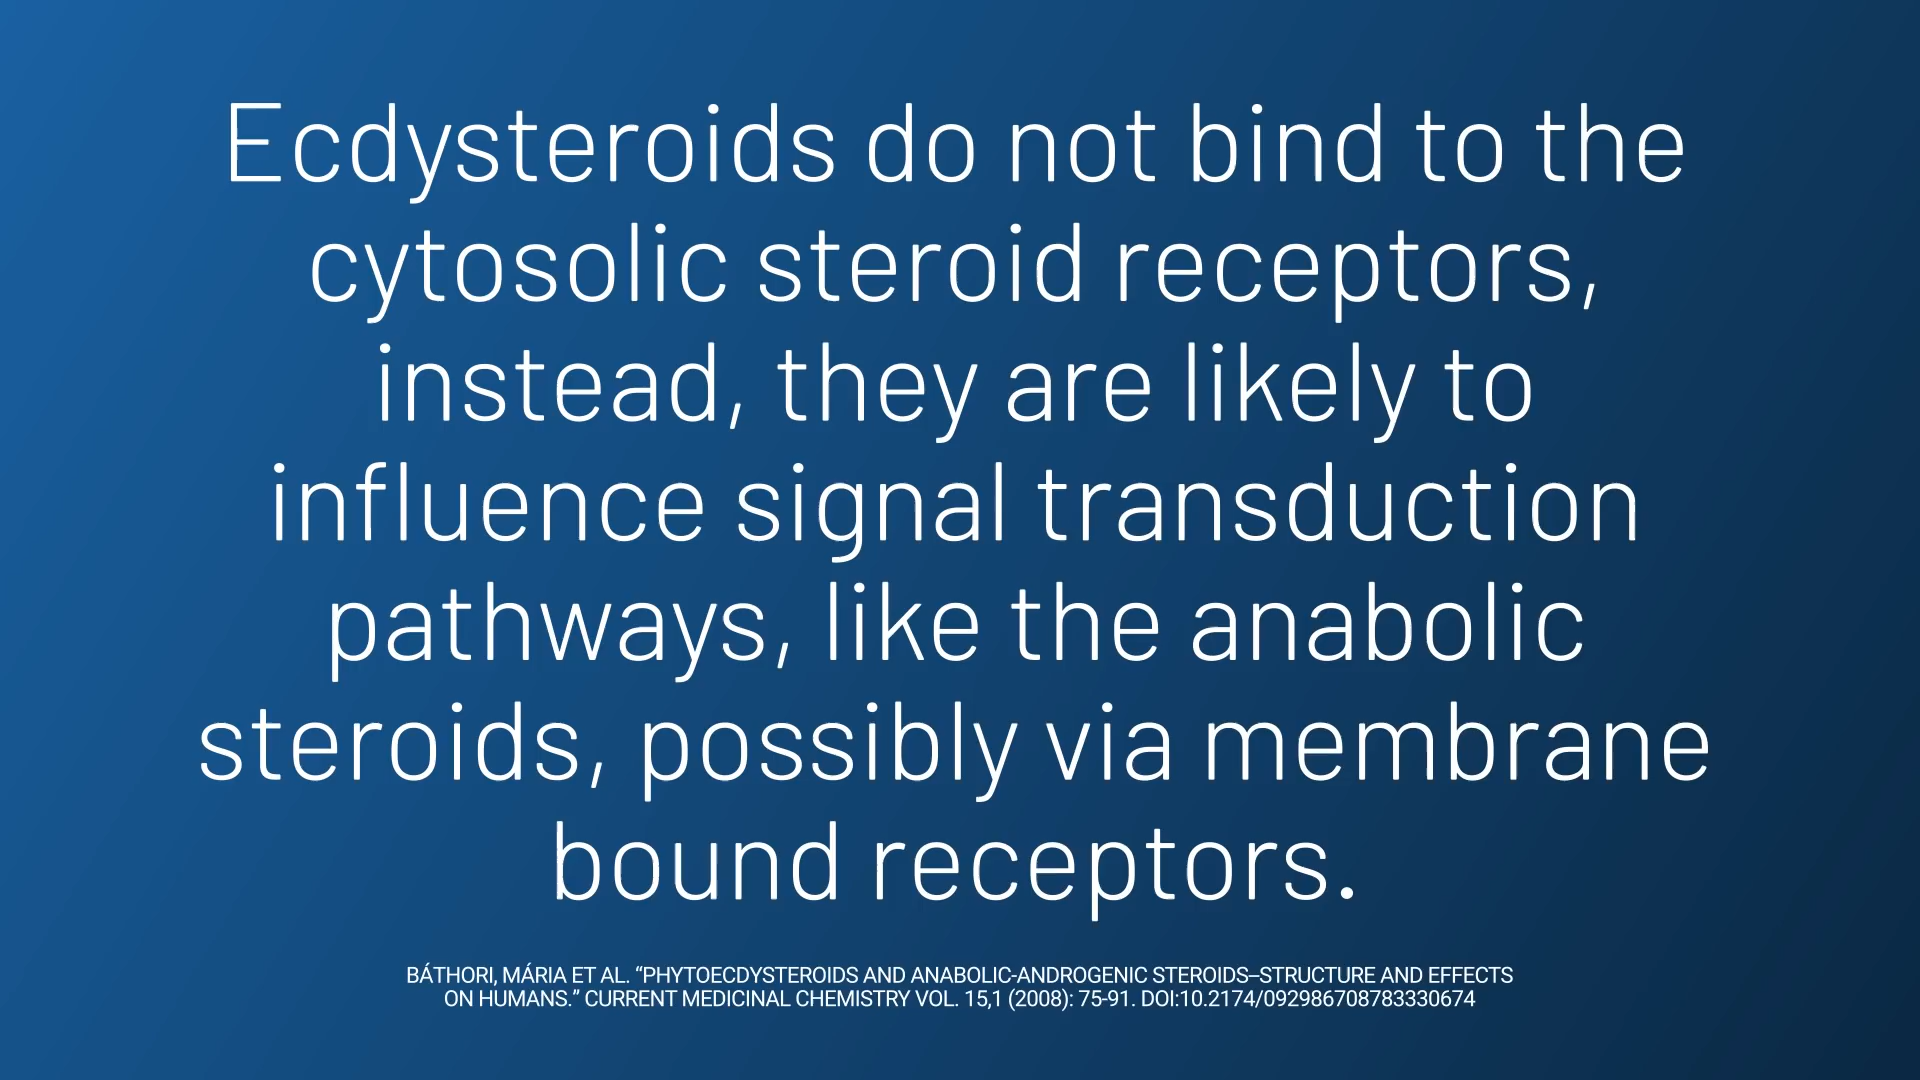 Ecdysteroids do not bind to the
cytosolic steroid receptors,
instead, they are likely to
influence signal transduction
pathways, like the anabolic
steroids, possibly via membrane
bound receptors.
BÁTHORI, MÁRIA ET AL. “PHYTOECDYSTEROIDS AND ANABOLIC-ANDROGENIC STEROIDS–STRUCTURE AND EFFECTS
ON HUMANS.” CURRENT MEDICINAL CHEMISTRY VOL. 15,1 (2008): 75-91. DOI:10.2174/092986708783330674